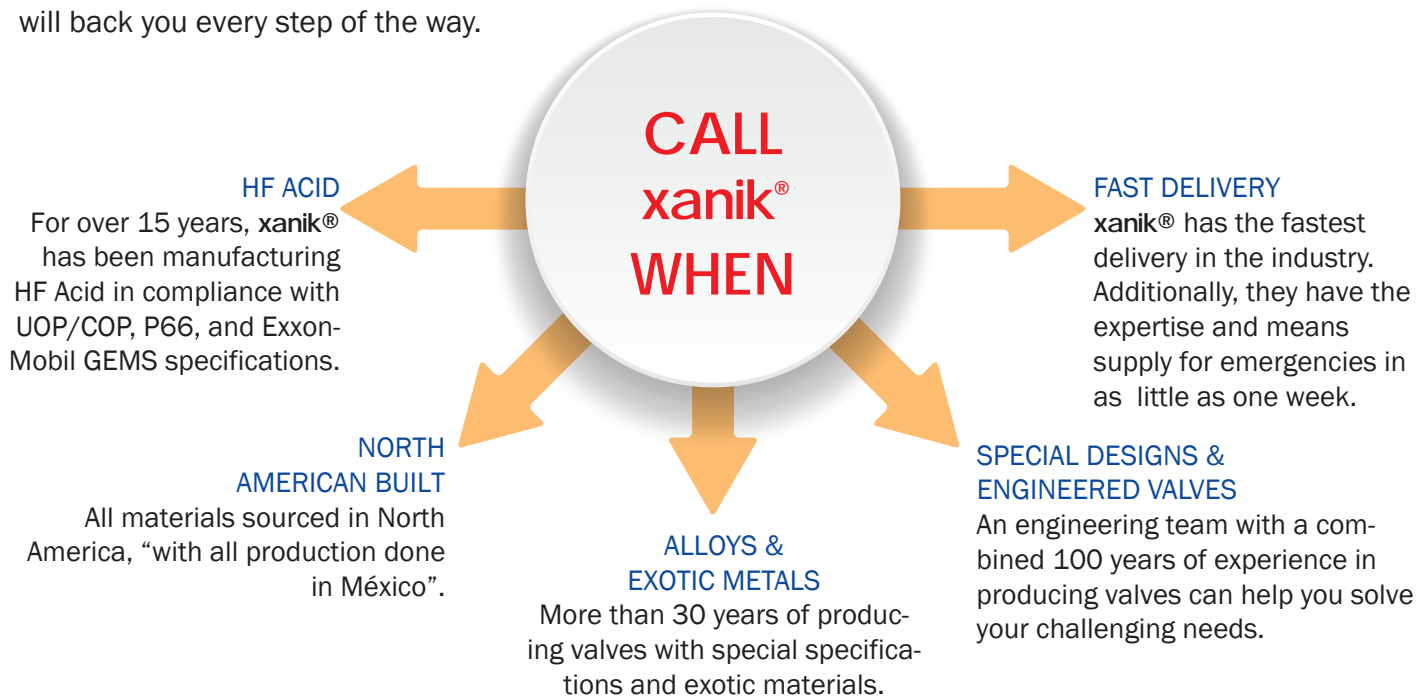 will back you every step of the way.
CALL
xanik®
WHEN
HF ACID
For over 15 years, xanik®
has been manufacturing
HF Acid in compliance with
UOP/COP, P66, and Exxon-
Mobil GEMS specifications.
NORTH
AMERICAN BUILT
All materials sourced in North
America, “with all production done
in México”.
ALLOYS &
EXOTIC METALS
More than 30 years of produc-
ing valves with special specifica-
tions and exotic materials.
SPECIAL DESIGNS &
ENGINEERED VALVES
An engineering team with a com-
bined 100 years of experience in
producing valves can help you solve
your challenging needs.
FAST DELIVERY
xanik® has the fastest
delivery in the industry.
Additionally, they have the
expertise and means
supply for emergencies in
as little as one week.